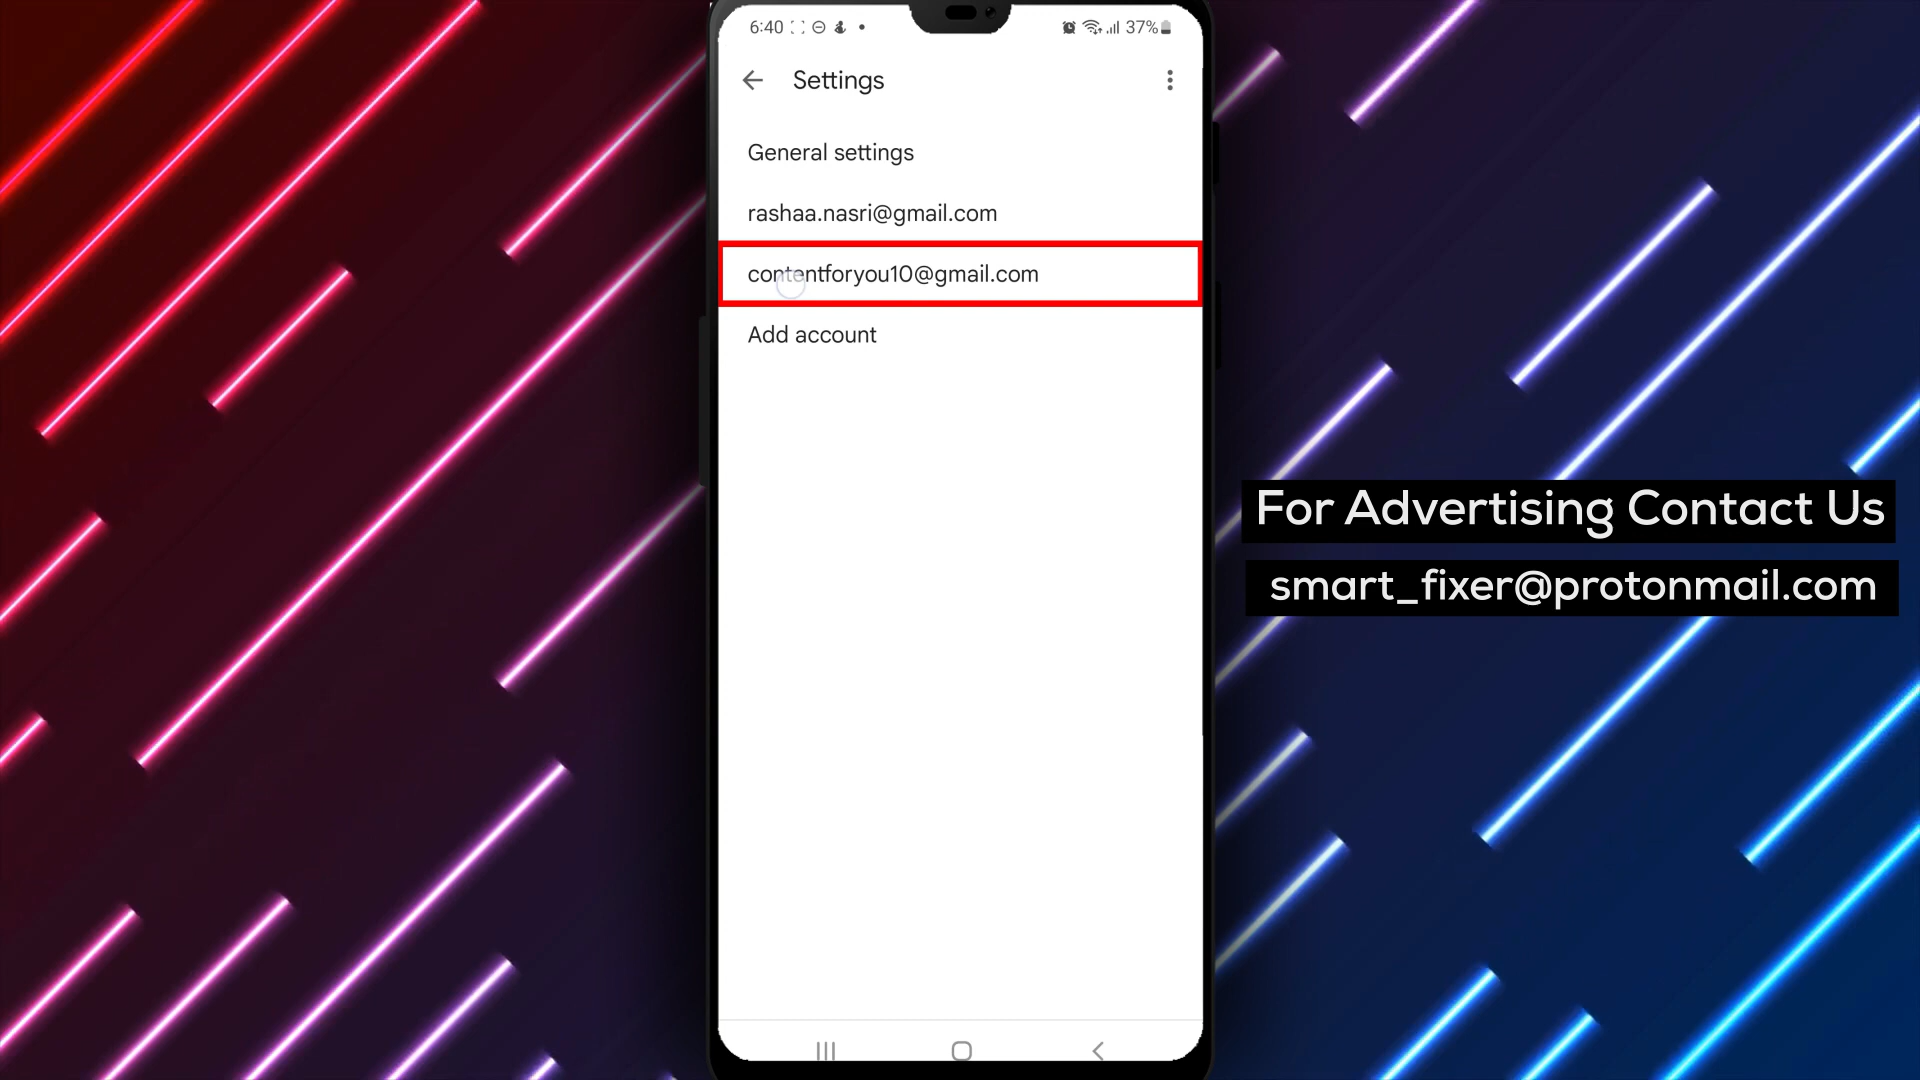 6:40
37%
Settings
General settings
rashaa.nasri@gmail.com
contentforyou10@gmail.com
Add account
For Advertising Contact Us
smart_fixer@protonmail.com